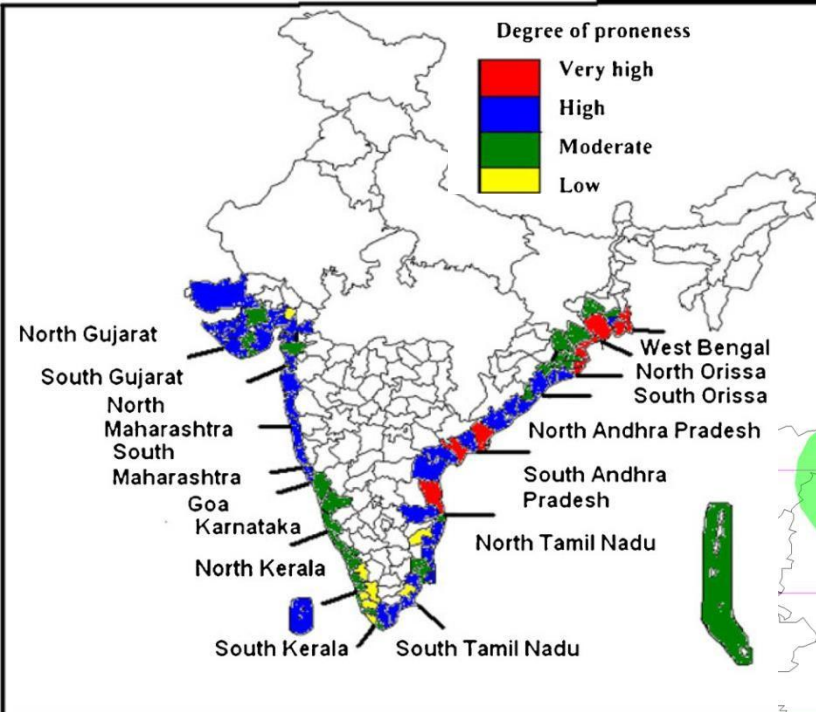 Degree of proneness
Very high
High
Moderate
Low
North Gujarat
South Gujarat
North
Maharashtra
South
Maharashtra
Goa
Karnataka
North Kerala
South Kerala
South Tamil Nadu
West Bengal
North Orissa
South Orissa
North Andhra Pradesh
South Andhra
Pradesh
North Tamil Nadu